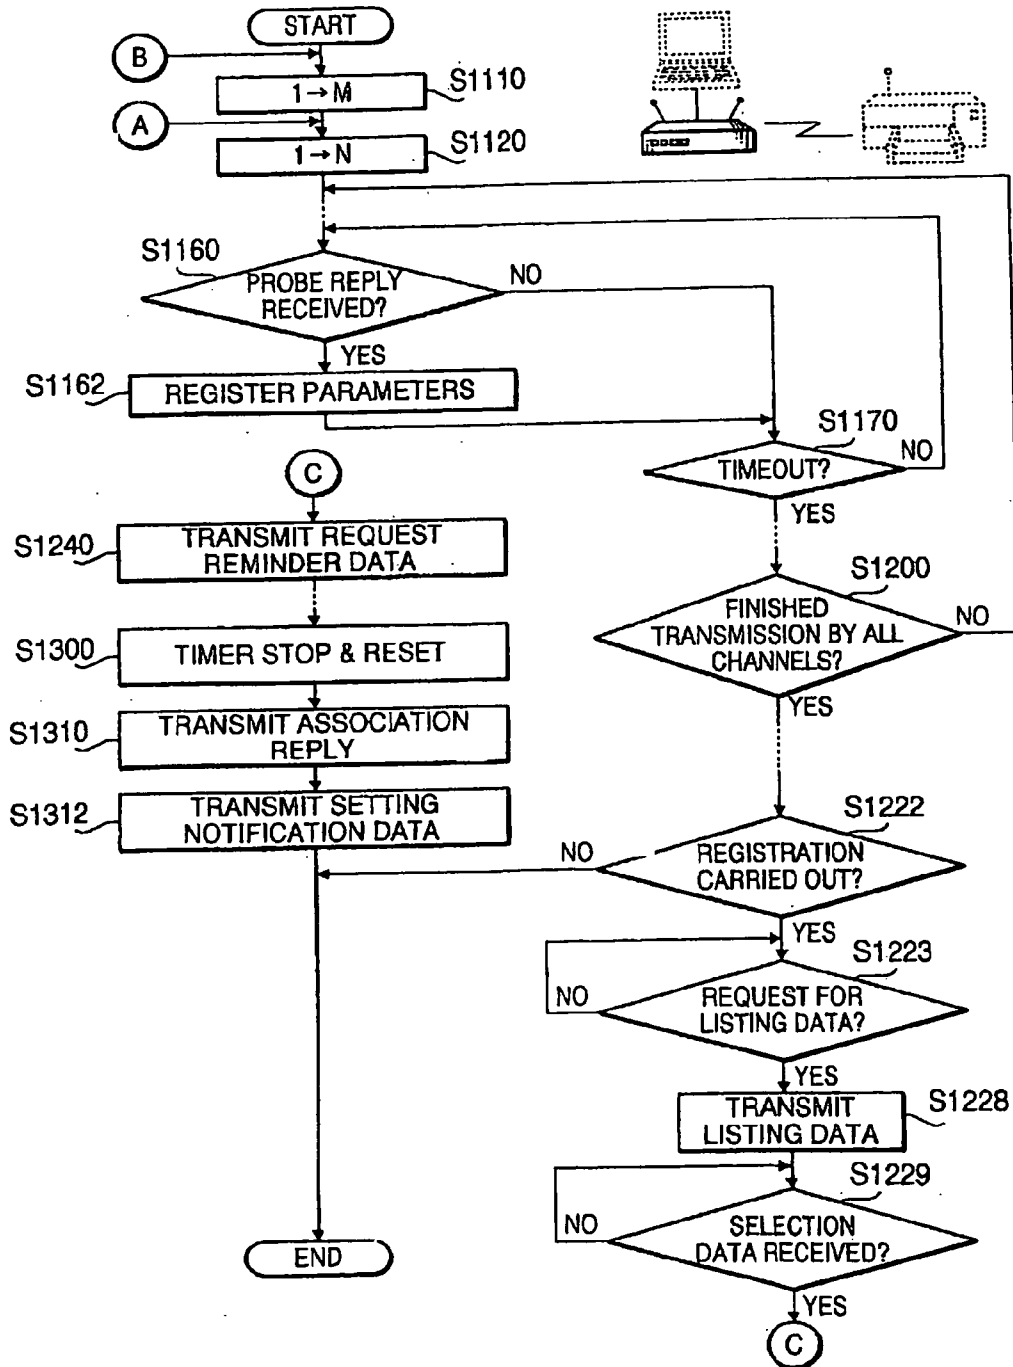 START
B
1→M
S1110
A
1→N
S1120
S1160
PROBE REPLY
RECEIVED?
NO
YES
S1162
REGISTER PARAMETERS
S1170
TIMEOUT?
NO
YES
C
S1240
TRANSMIT REQUEST
REMINDER DATA
S1200
FINISHED
TRANSMISSION BY ALL
CHANNELS?
NO
YES
S1300
TIMER STOP & RESET
S1310
TRANSMIT ASSOCIATION
REPLY
S1312
TRANSMIT SETTING
NOTIFICATION DATA
S1222
REGISTRATION
CARRIED OUT?
NO
YES
S1223
REQUEST FOR
LISTING DATA?
NO
YES
TRANSMIT
LISTING DATA
S1228
S1229
SELECTION
DATA RECEIVED?
NO
YES
C
END